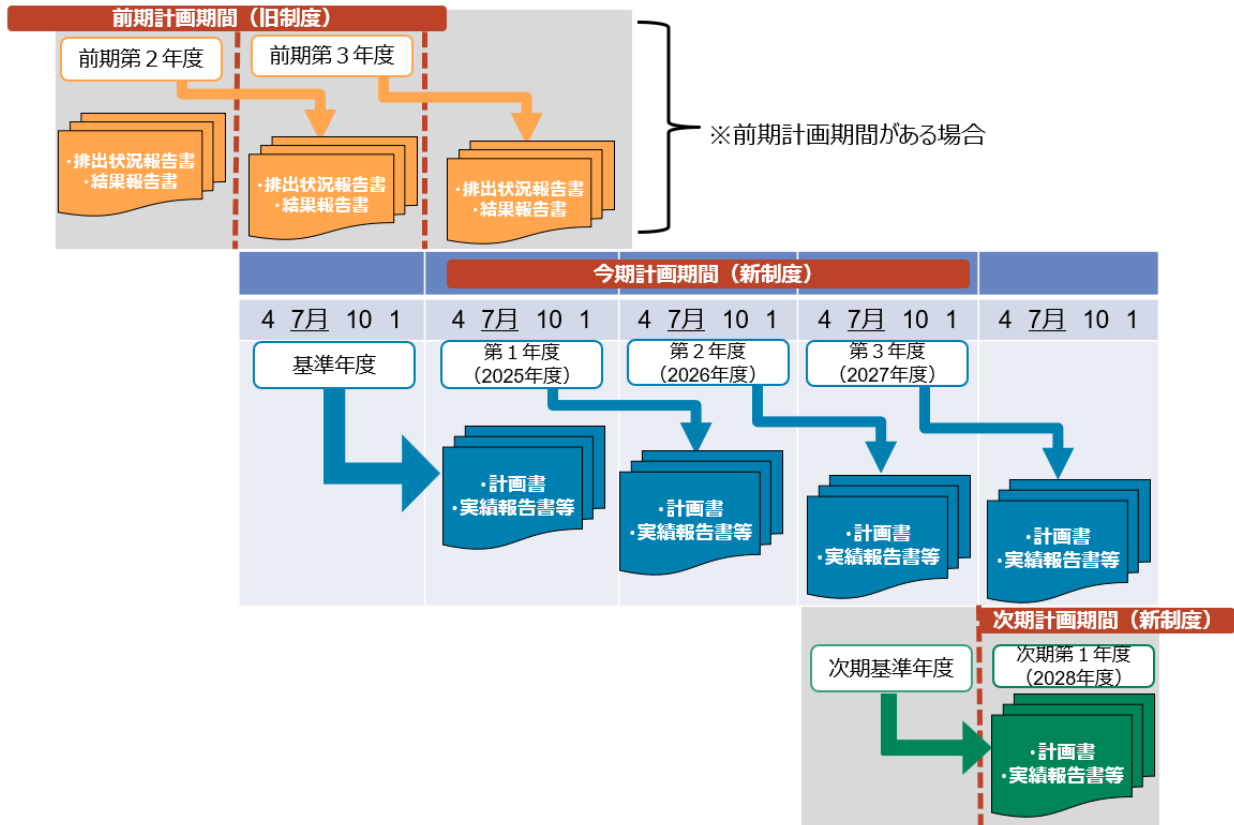 前期計画期間（旧制度）
前期第２年度
前期第３年度
・排出状況報告書
・結果報告書
・排出状況報告書
・結果報告書
・排出状況報告書
・結果報告書
※前期計画期間がある場合
今期計画期間（新制度）
4 7月 10 1
4 7月 10 1
4 7月 10 1
4 7月 10 1
4 7月 10 1
基準年度
第１年度
（2025年度）
第２年度
（2026年度）
第３年度
（2027年度）
・計画書
・実績報告書等
・計画書
・実績報告書等
・計画書
・実績報告書等
・計画書
・実績報告書等
次期計画期間（新制度）
次期基準年度
次期第１年度
（2028年度）
・計画書
・実績報告書等